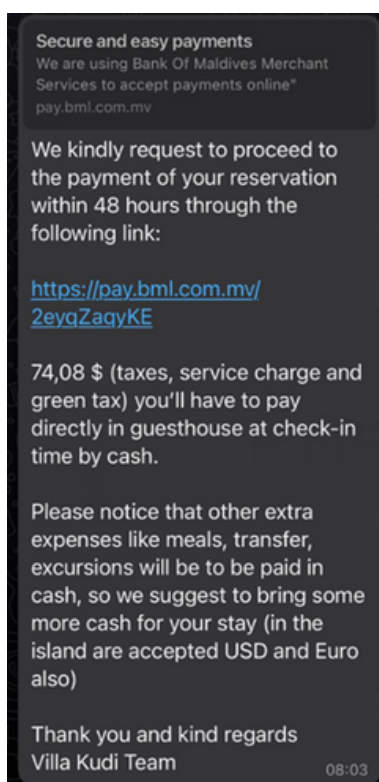 Secure and easy payments
We are using Bank Of Maldives Merchant
Services to accept payments online"
pay.bml.com.mv
We kindly request to proceed to
the payment of your reservation
within 48 hours through the
following link:
https://pay.bml.com.mv/
2eyqZaqyKE
74,08 $ (taxes, service charge and
green tax) you'll have to pay
directly in guesthouse at check-in
time by cash.
Please notice that other extra
expenses like meals, transfer,
excursions will be to be paid in
cash, so we suggest to bring some
more cash for your stay (in the
island are accepted USD and Euro
also)
Thank you and kind regards
Villa Kudi Team
08:03